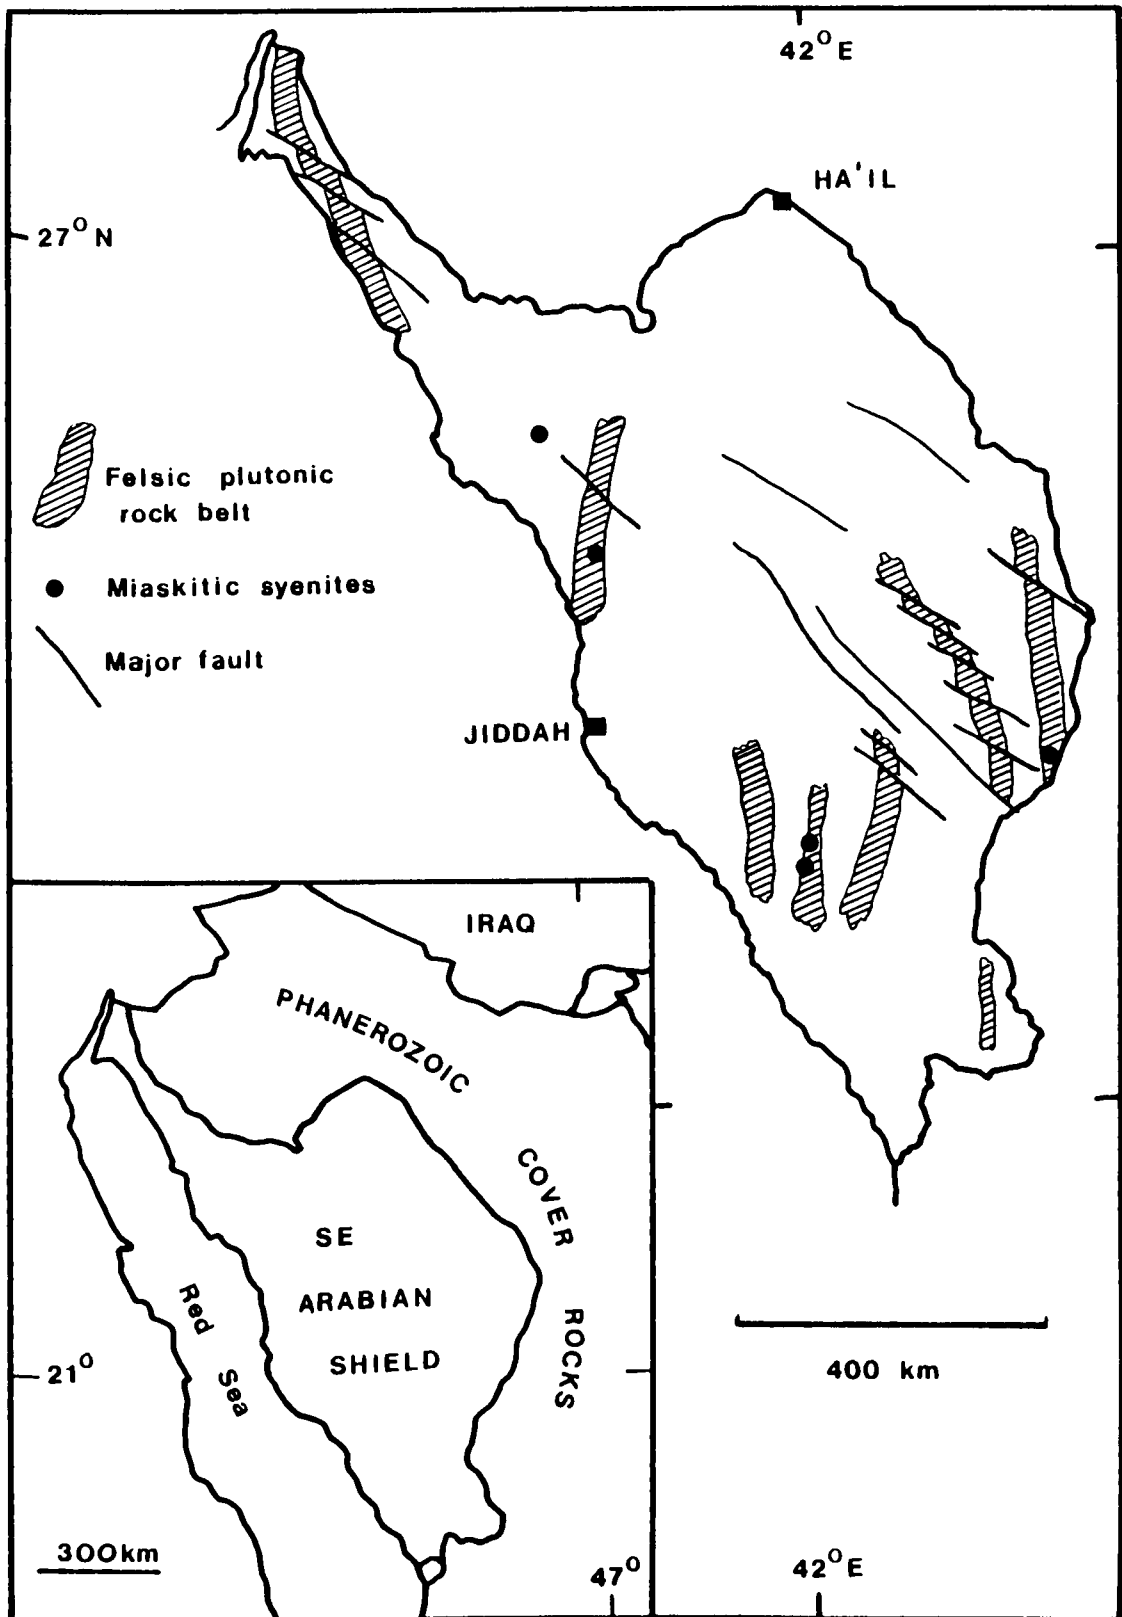 42°E
HA'IL
27°N
Felsic plutonic
rock belt
Miaskitic syenites
Major fault
JIDDAH
IRAQ
PHANEROZOIC
COVER
ROCKS
SE
ARABIAN
SHIELD
Red
Sea
21°
300km
47°
400 km
42°E